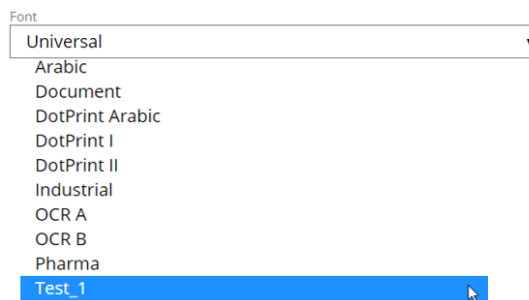 Font
Universal
Arabic
Document
DotPrint Arabic
DotPrint I
DotPrint II
Industrial
OCR A
OCR B
Pharma
Test_1